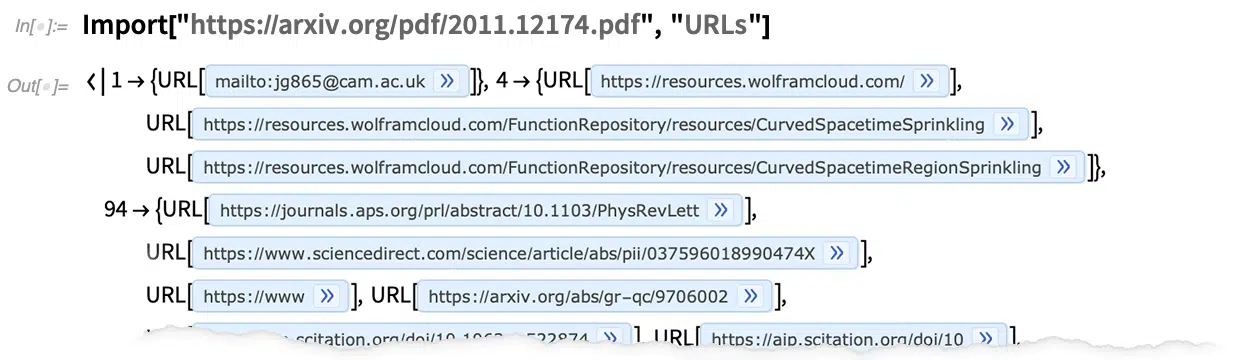 In[•]:= Import["https://arxiv.org/pdf/2011.12174.pdf", "URLs"]
Out[•]= <|1 → {URL[mailto:jg865@cam.ac.uk »]}, 4 → {URL[https://resources.wolframcloud.com/ »],
URL[https://resources.wolframcloud.com/FunctionRepository/resources/CurvedSpacetimeSprinkling »],
URL[https://resources.wolframcloud.com/FunctionRepository/resources/CurvedSpacetimeRegionSprinkling »]},
94 → {URL[https://journals.aps.org/prl/abstract/10.1103/PhysRevLett »],
URL[https://www.sciencedirect.com/science/article/abs/pii/037596018990474X »],
URL[https://www »], URL[https://arxiv.org/abs/gr-qc/9706002 »],
.scitation.org/doi/10 »], URL[https://aip.scitation.org/doi/10 »],